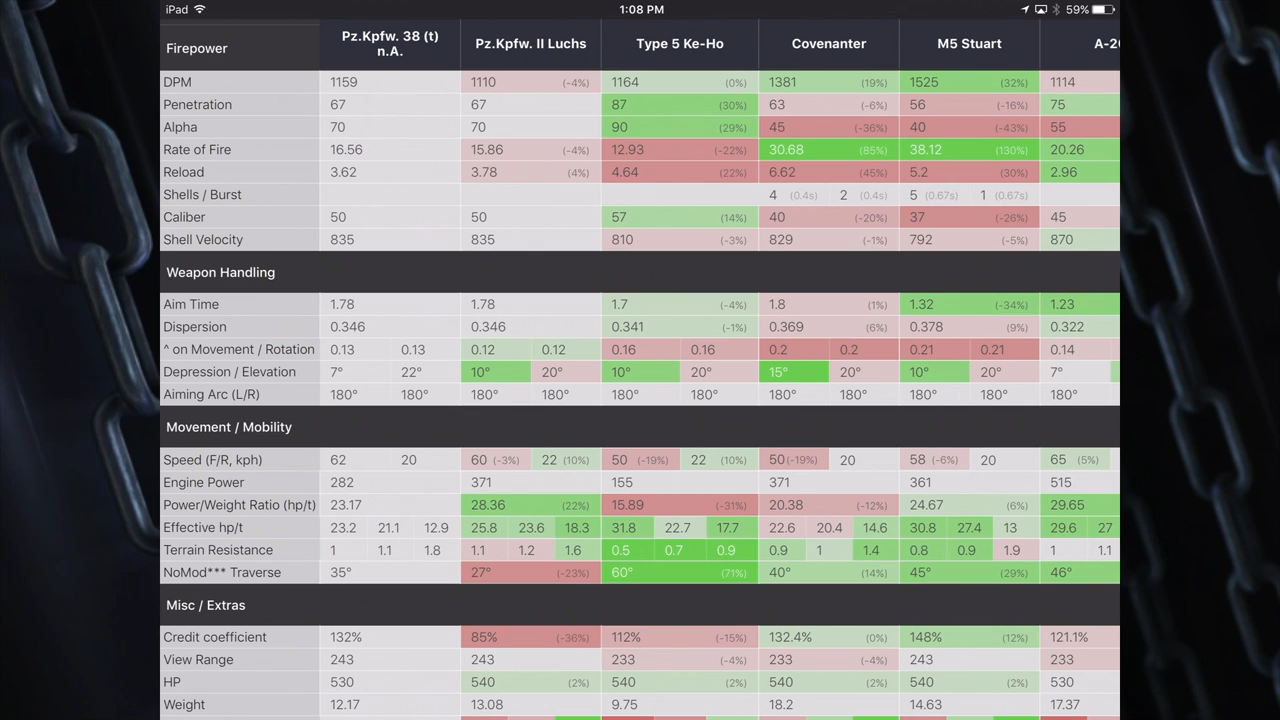 iPad 1:08 PM 59%
Firepower Pz.Kpfw. 38 (t) n.A. Pz.Kpfw. II Luchs Type 5 Ke-Ho Covenanter M5 Stuart
DPM 1159 1110 (-4%) 1164 (0%) 1381 (19%) 1525 (32%) 1114
Penetration 67 67 87 (30%) 63 (-6%) 56 (-16%) 75
Alpha 70 70 90 (29%) 45 (-36%) 40 (-43%) 55
Rate of Fire 16.56 15.86 (-4%) 12.93 (-22%) 30.68 (85%) 38.12 (130%) 20.26
Reload 3.62 3.78 (4%) 4.64 (22%) 6.62 (45%) 5.2 (30%) 2.96
Shells / Burst 4 (0.4s) 2 (0.4s) 5 (0.67s) 1 (0.67s)
Caliber 50 50 57 (14%) 40 (-20%) 37 (-26%) 45
Shell Velocity 835 835 810 (-3%) 829 (-1%) 792 (-5%) 870
Weapon Handling
Aim Time 1.78 1.78 1.7 (-4%) 1.8 (1%) 1.32 (-34%) 1.23
Dispersion 0.346 0.346 0.341 (-1%) 0.369 (6%) 0.378 (9%) 0.322
^ on Movement / Rotation 0.13 0.13 0.12 0.12 0.16 0.16 0.2 0.2 0.21 0.21 0.14
Depression / Elevation 7° 22° 10° 20° 10° 20° 15° 20° 10° 20° 7°
Aiming Arc (L/R) 180° 180° 180° 180° 180° 180° 180° 180° 180° 180° 180°
Movement / Mobility
Speed (F/R, kph) 62 20 60 (-3%) 22 (10%) 50 (-19%) 22 (10%) 50(-19%) 20 58 (-6%) 20 65 (5%)
Engine Power 282 371 155 371 361 515
Power/Weight Ratio (hp/t) 23.17 28.36 (22%) 15.89 (-31%) 20.38 (-12%) 24.67 (6%) 29.65
Effective hp/t 23.2 21.1 12.9 25.8 23.6 18.3 31.8 22.7 17.7 22.6 20.4 14.6 30.8 27.4 13 29.6 27
Terrain Resistance 1 1.1 1.8 1.1 1.2 1.6 0.5 0.7 0.9 0.9 1 1.4 0.8 0.9 1.9 1 1.1
NoMod*** Traverse 35° 27° (-23%) 60° (71%) 40° (14%) 45° (29%) 46°
Misc / Extras
Credit coefficient 132% 85% (-36%) 112% (-15%) 132.4% (0%) 148% (12%) 121.1%
View Range 243 243 233 (-4%) 233 (-4%) 243 233
HP 530 540 (2%) 540 (2%) 540 (2%) 540 (2%) 530
Weight 12.17 13.08 9.75 18.2 14.63 17.37